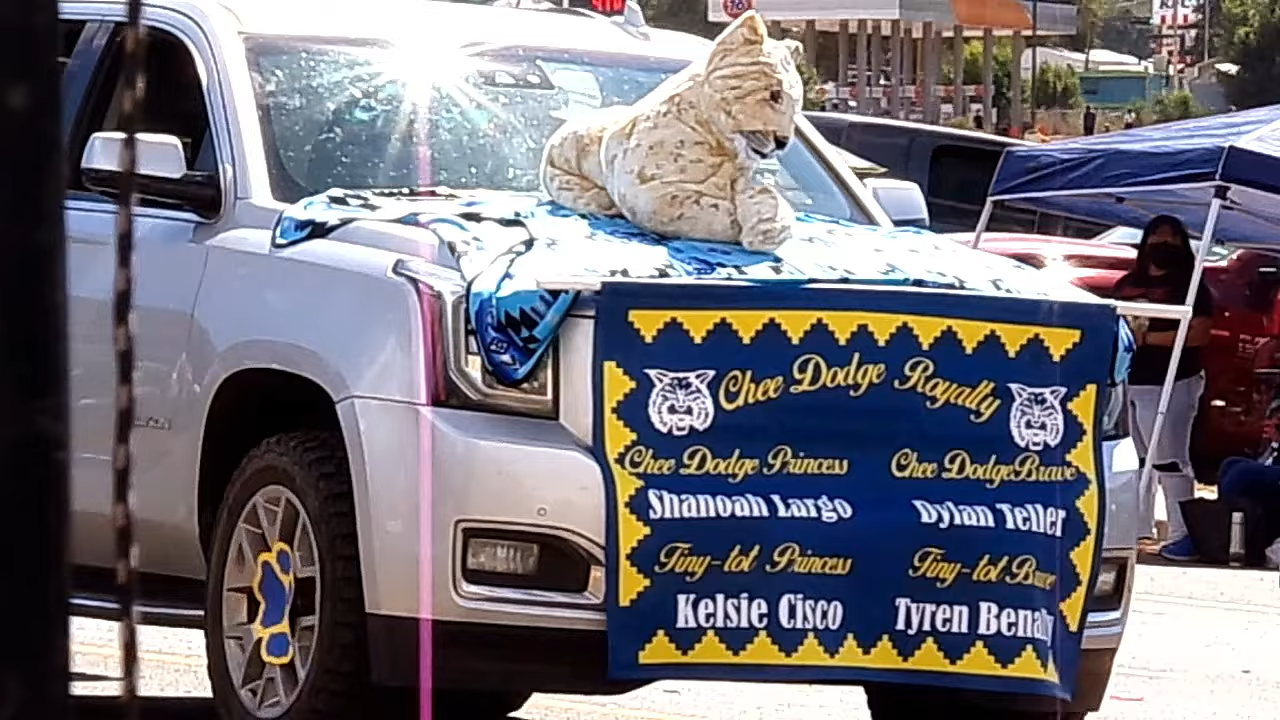 76
Chee Dodge Royalty
Chee Dodge Princess
Chee Dodge Brave
Shanoah Largo
Dylan Teller
Tiny-tot Princess
Tiny-tot Brave
Kelsie Cisco
Tyren Benally